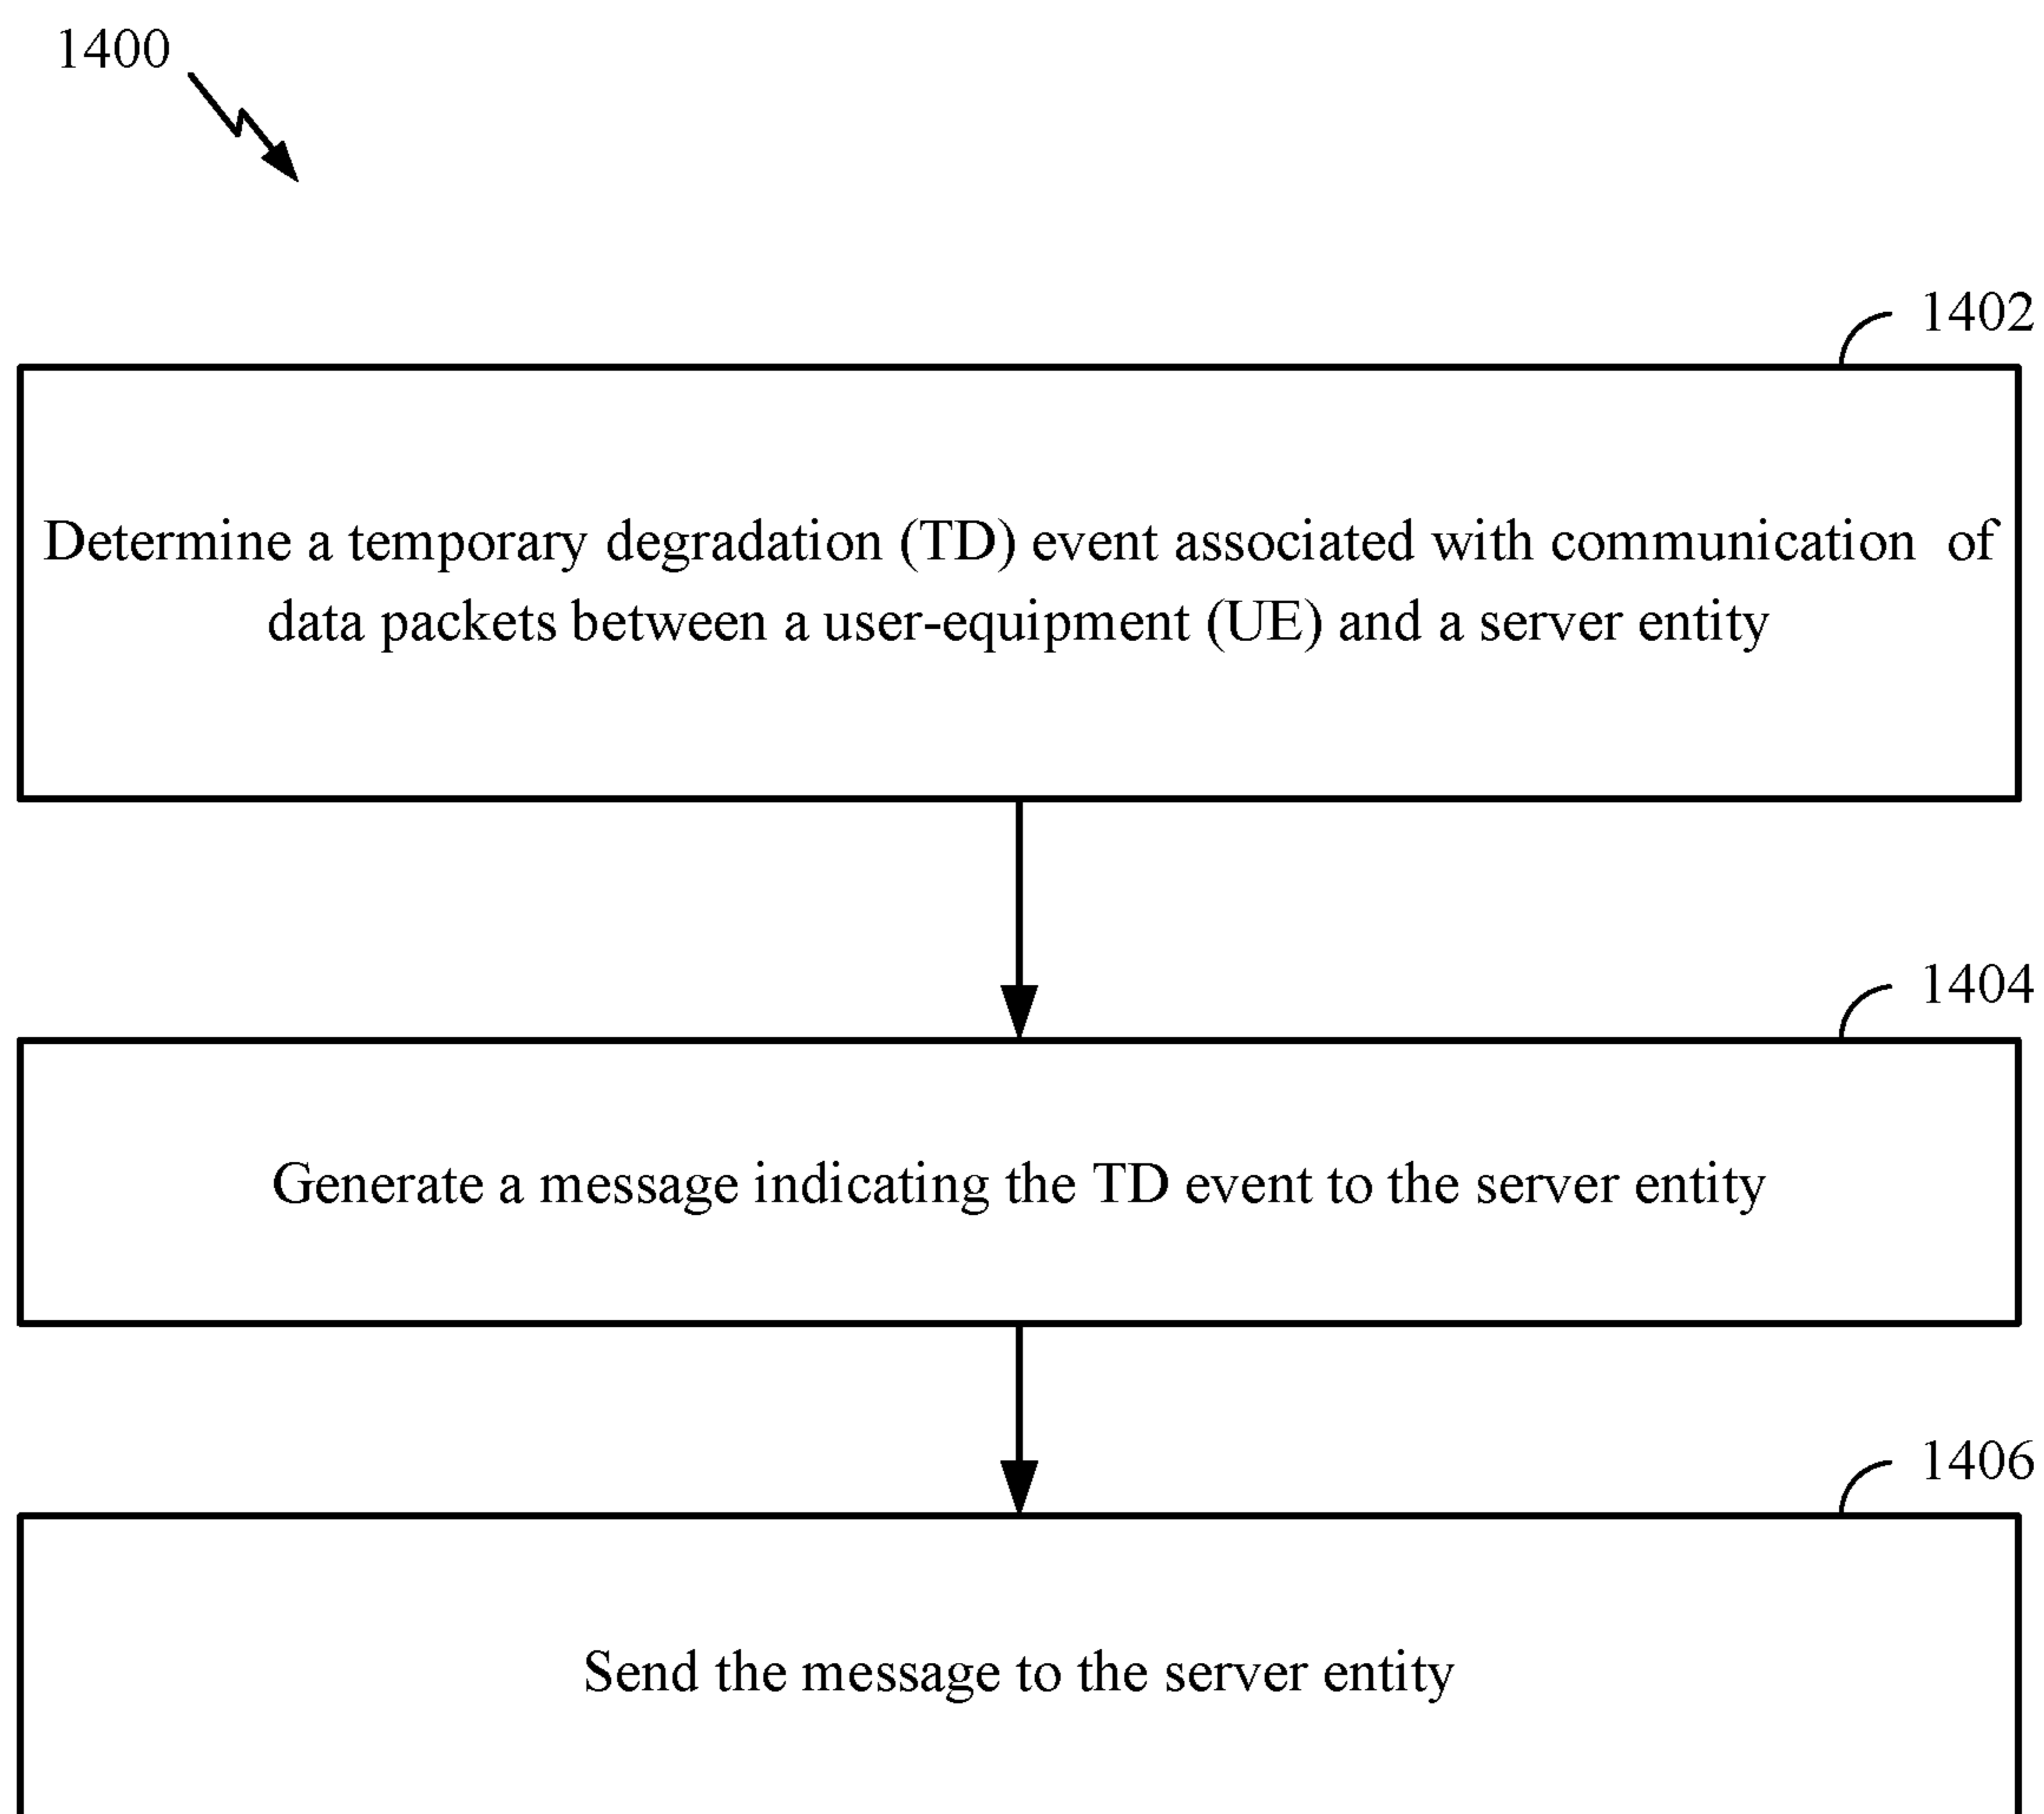 1400
1402
Determine a temporary degradation (TD) event associated with communication of
data packets between a user-equipment (UE) and a server entity
1404
Generate a message indicating the TD event to the server entity
1406
Send the message to the server entity